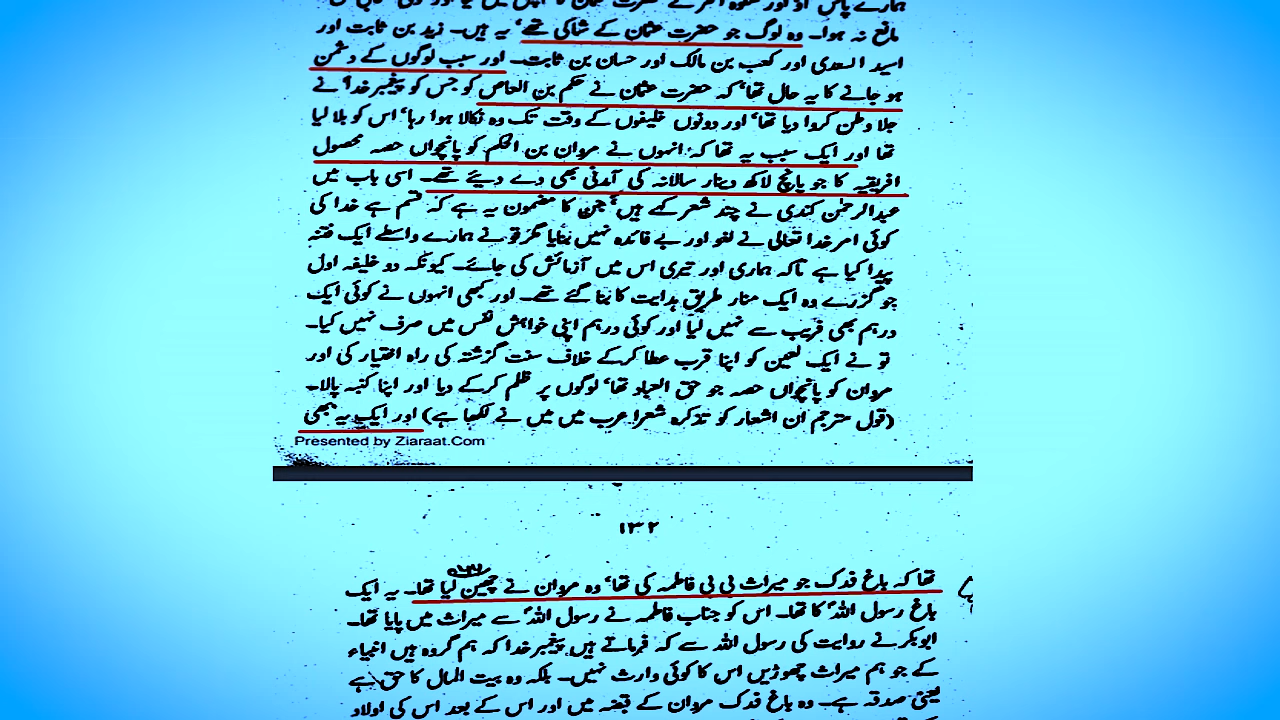 ہمارے پاس
مانع نہ ہوا۔ وہ لوگ جو حضرت عثمان کے شاکی تھے' یہ ہیں۔ زید بن ثابت اور
اسید الساعدی اور کعب بن مالک اور حسان بن ثابت۔ اور سبب لوگوں کے دشمن
ہو جانے کا یہ حال تھا' کہ حضرت عثمان نے حکم بن العاص کو جس کو پیغمبر خدا نے
جلا وطن کروا دیا تھا' اور دونوں خلیفوں کے وقت تک وہ نکالا ہوا رہا' اس کو بلا لیا
تھا اور ایک سبب یہ تھا کہ انہوں نے مروان بن الحکم کو پانچواں حصہ محصول
افریقیہ کا جو پانچ لاکھ دینار سالانہ کی آمدنی بھی دے دیئے تھے۔ اسی باب میں
عبدالرحمٰن کندی نے چند شعر کہے ہیں' جن کا مضمون یہ ہے کہ قسم ہے خدا کی
کوئی امر خدا تعالیٰ نے لغو اور بے فائدہ نہیں بنایا مگر تو نے ہمارے واسطے ایک فتنہ
پیدا کیا ہے تاکہ ہماری اور تیری اس میں آزمائش کی جائے۔ کیونکہ دو خلیفہ اول
جو گزرے وہ ایک منار طریق ہدایت کا بنا گئے تھے۔ اور کبھی انہوں نے کوئی ایک
درہم بھی فریب سے نہیں لیا اور کوئی درہم اپنی خواہش نفس میں صرف نہیں کیا۔
تو نے ایک لعین کو اپنا قرب عطا کرکے خلاف سنت گزشتہ کی راہ اختیار کی اور
مروان کو پانچواں حصہ جو حق العباد تھا' لوگوں پر ظلم کرکے دیا اور اپنا کنبہ پالا۔
(قول مترجم ان اشعار کو تذکرہ شعرا عرب میں میں نے لکھا ہے) اور ایک یہ بھی
Presented by Ziaraat.Com
۱۳۲
تھا کہ باغ فدک جو میراث بی بی فاطمہ کی تھا' وہ مروان نے چھین لیا تھا۔ یہ ایک
باغ رسول اللہ کا تھا۔ اس کو جناب فاطمہ نے رسول اللہ سے میراث میں پایا تھا۔
ابوبکر نے روایت کی رسول اللہ سے کہ فرماتے ہیں پیغمبر خدا کہ ہم گروہ ہیں انبیاء
کے جو ہم میراث چھوڑیں اس کا کوئی وارث نہیں۔ بلکہ وہ بیت المال کا حق ہے
یعنی صدقہ ہے۔ وہ باغ فدک مروان کے قبضہ میں اور اس کے بعد اس کی اولاد